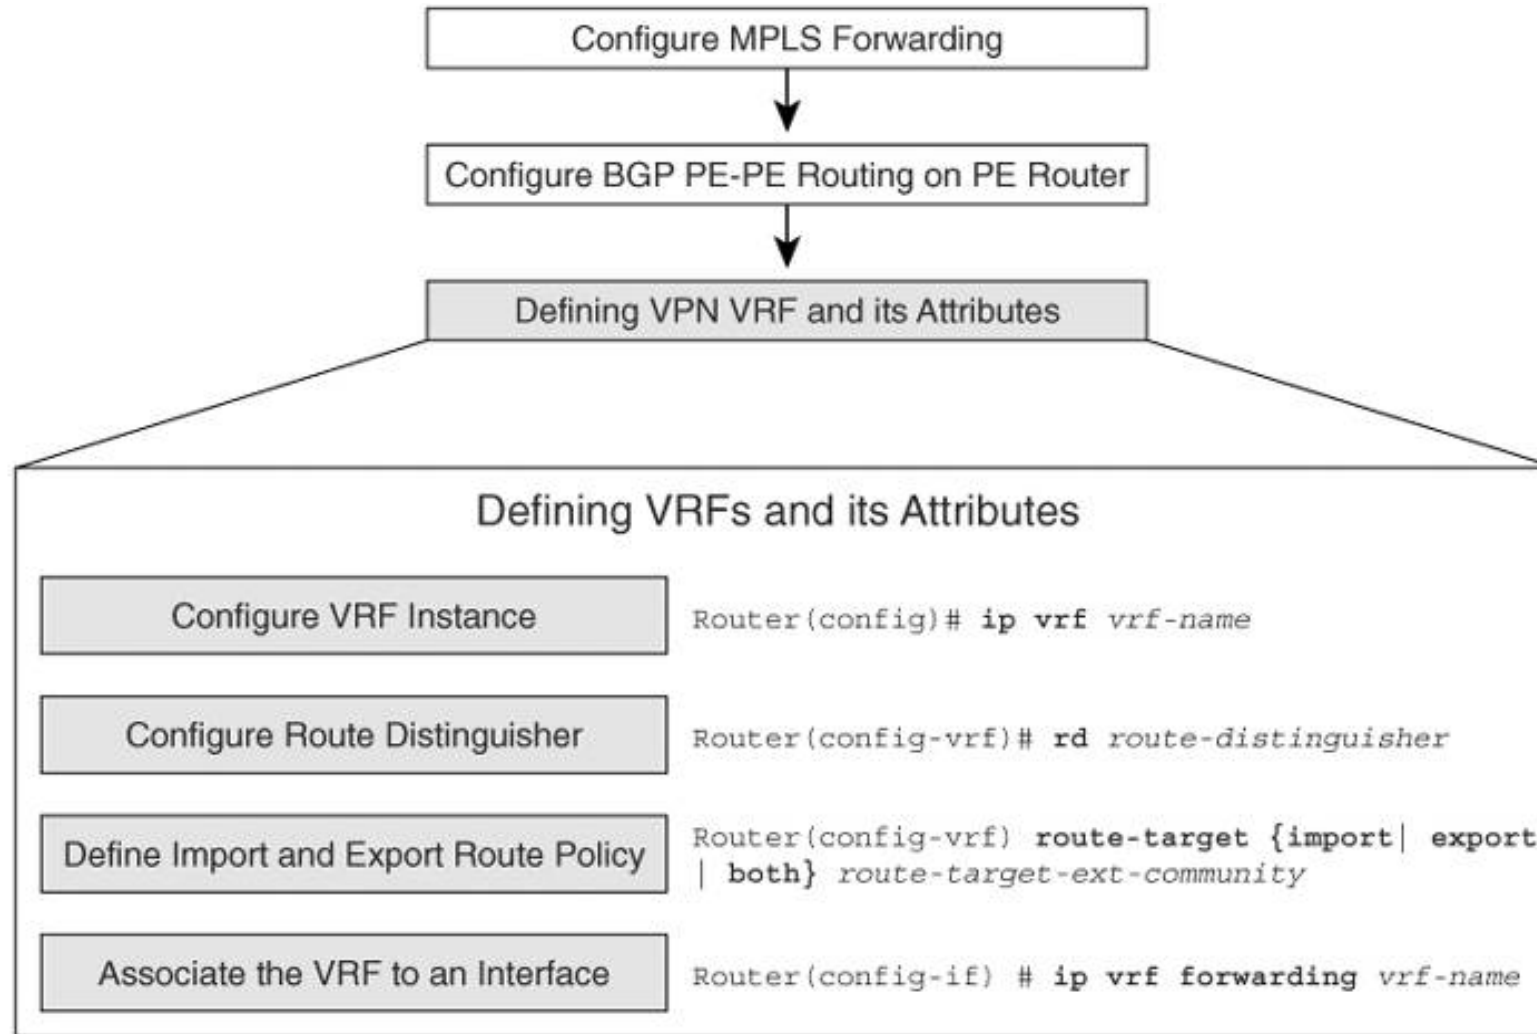 Configure MPLS Forwarding
Configure BGP PE-PE Routing on PE Router
Defining VPN VRF and its Attributes
Defining VRFs and its Attributes
Configure VRF Instance
Router(config)# ip vrf vrf-name
Configure Route Distinguisher
Router(config-vrf)# rd route-distinguisher
Define Import and Export Route Policy
Router(config-vrf) route-target {import| export
| both} route-target-ext-community
Associate the VRF to an Interface
Router(config-if) # ip vrf forwarding vrf-name